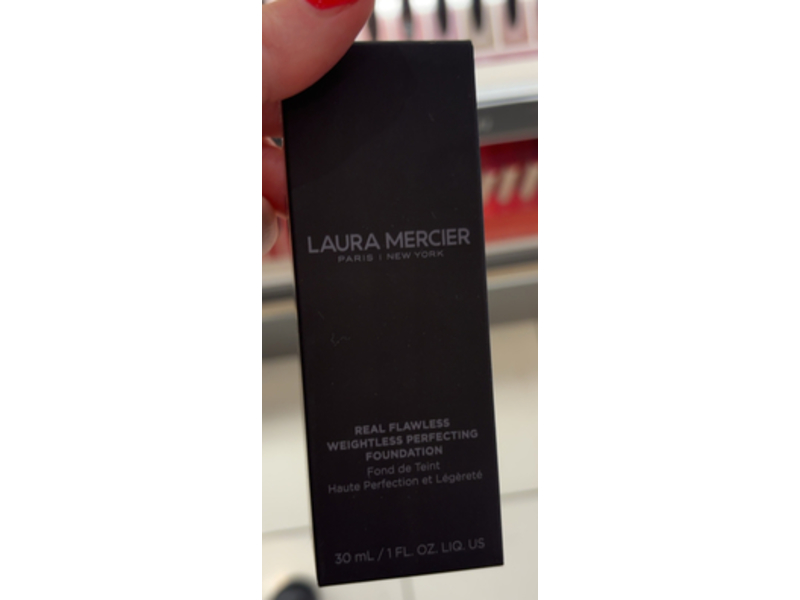 LAURA MERCIER
PARIS | NEW YORK
REAL FLAWLESS
WEIGHTLESS PERFECTING
FOUNDATION
Fond de Teint
Haute Perfection et Légèreté
30 mL / 1 FL. OZ. LIQ. US